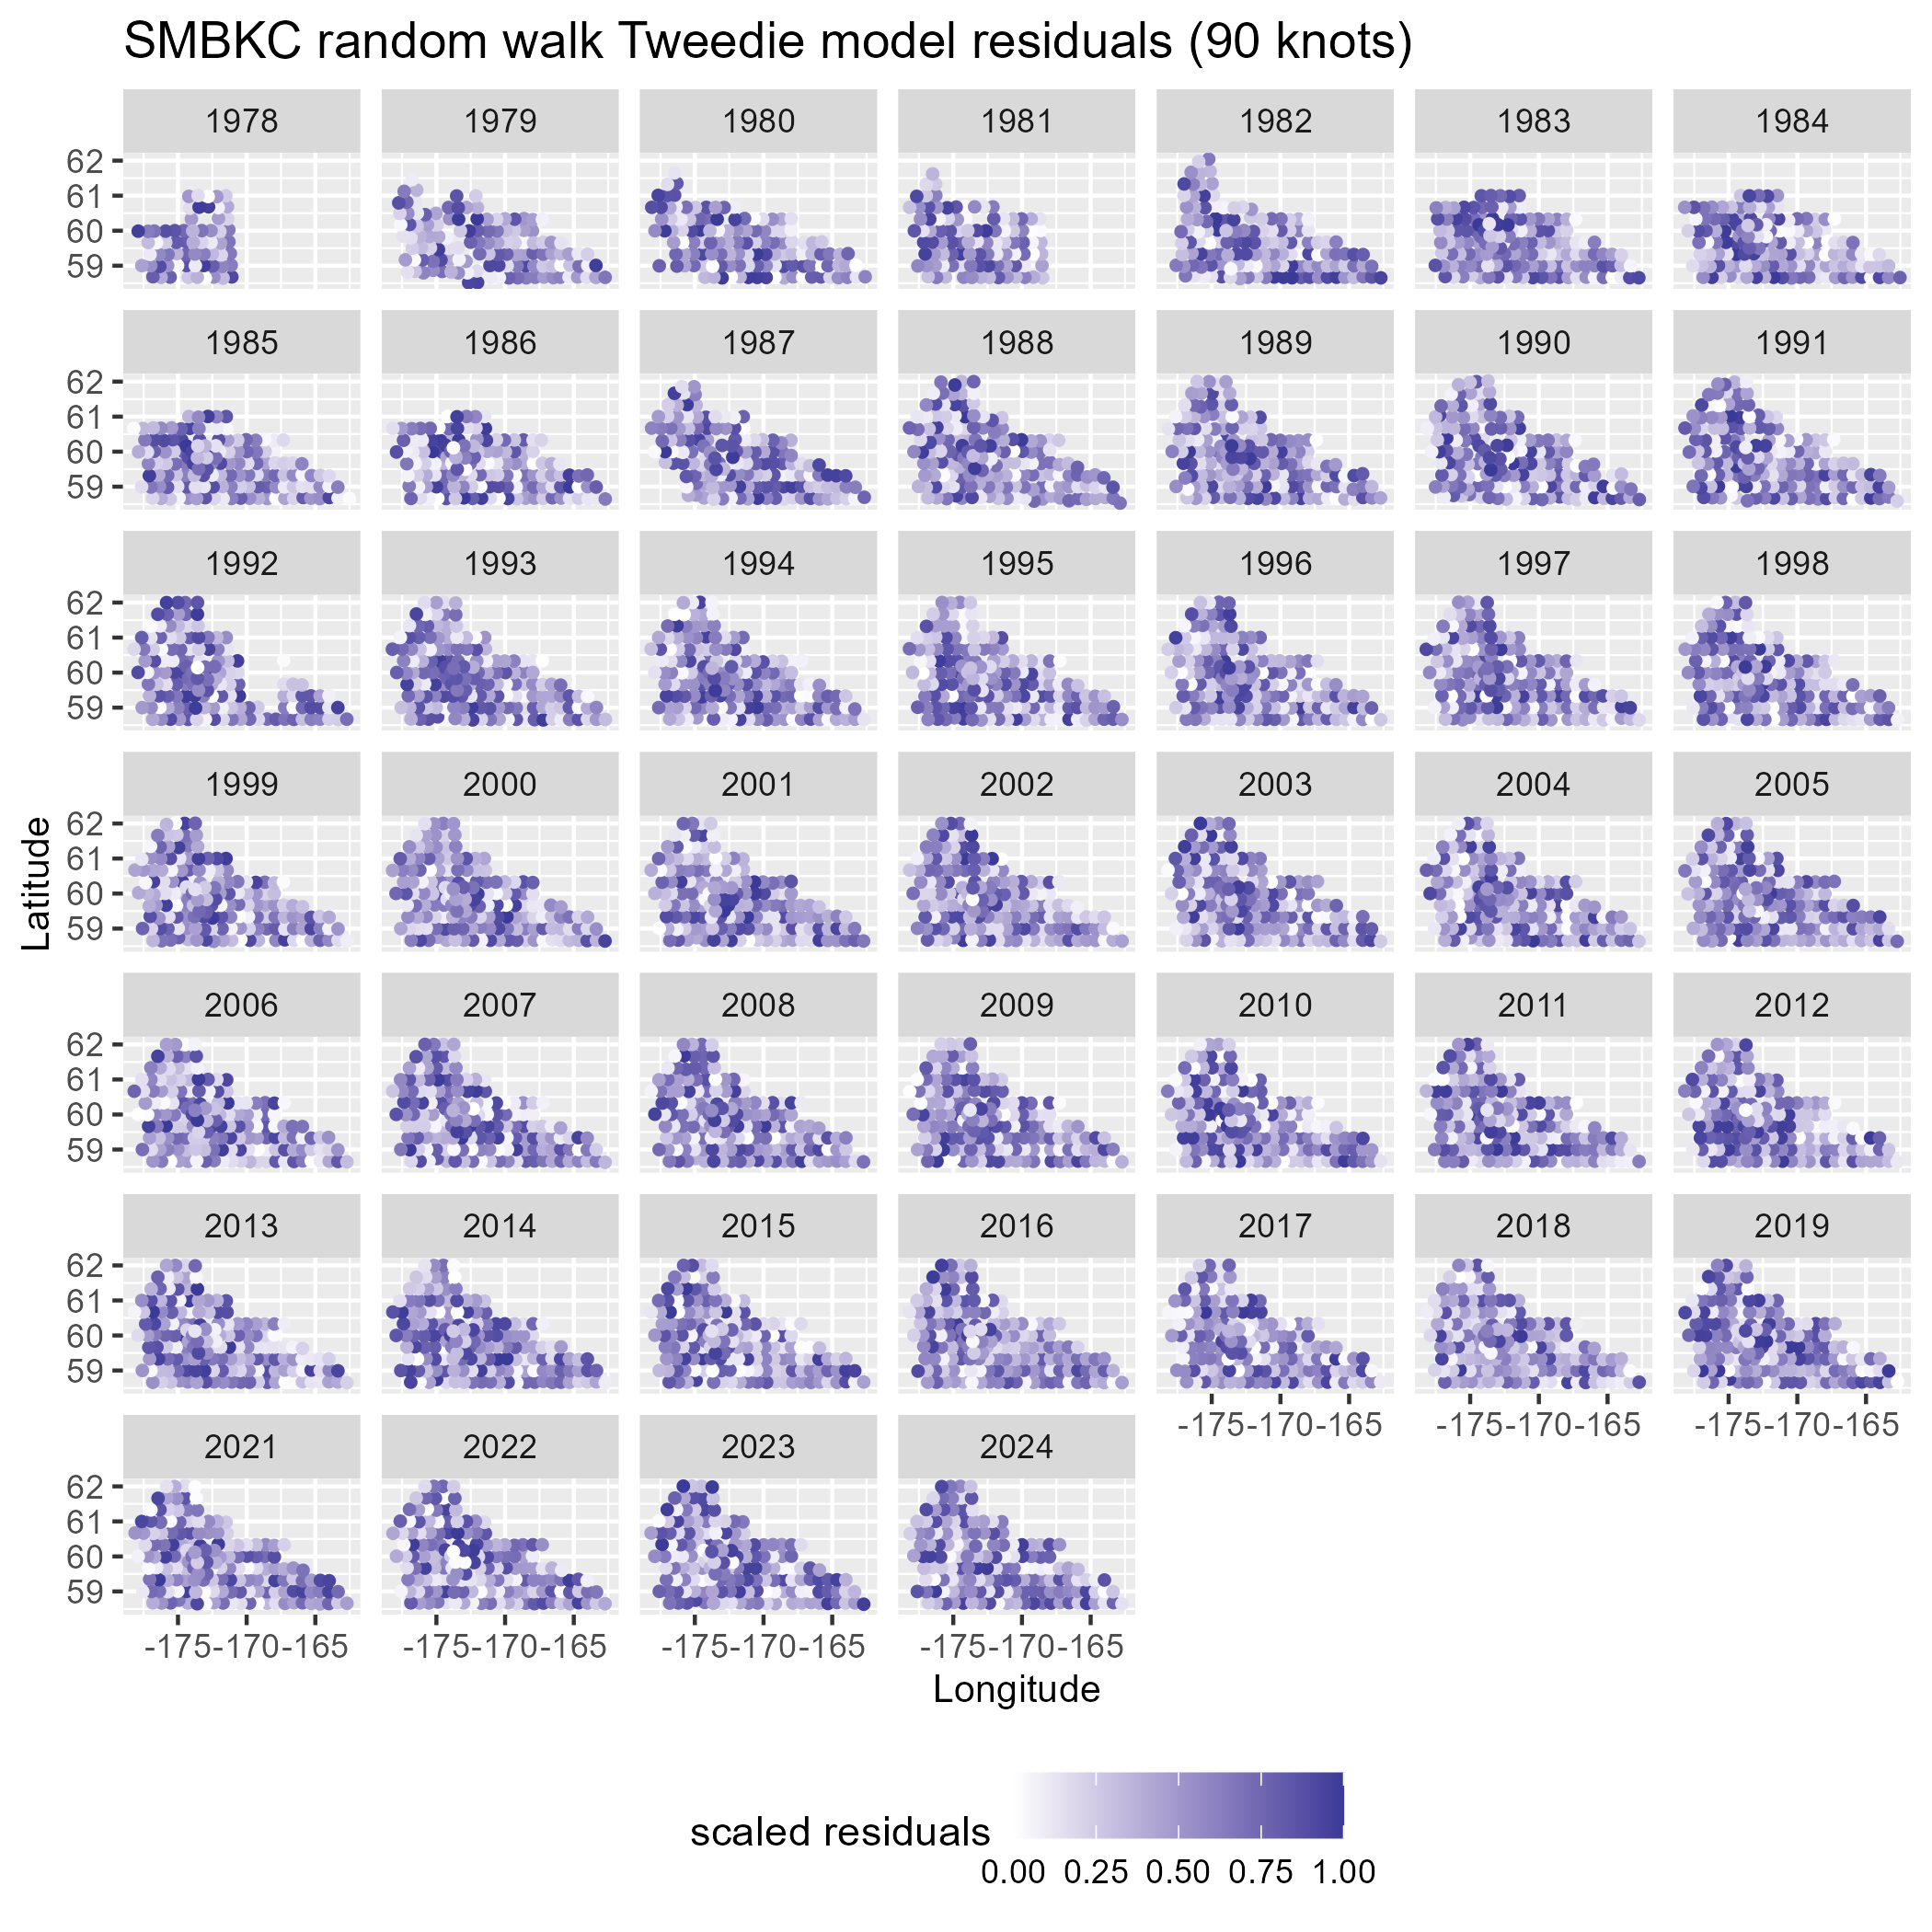 SMBKC random walk Tweedie model residuals (90 knots)
1978 1979 1980 1981 1982 1983 1984
62
61
60
59
1985 1986 1987 1988 1989 1990 1991
62
61
60
59
1992 1993 1994 1995 1996 1997 1998
62
61
60
59
1999 2000 2001 2002 2003 2004 2005
62
61
60
59
Latitude
2006 2007 2008 2009 2010 2011 2012
62
61
60
59
2013 2014 2015 2016 2017 2018 2019
62
61
60
59
-175 -170 -165 -175 -170 -165 -175 -170 -165
2021 2022 2023 2024
62
61
60
59
-175 -170 -165 -175 -170 -165 -175 -170 -165 -175 -170 -165
Longitude
scaled residuals
0.00 0.25 0.50 0.75 1.00